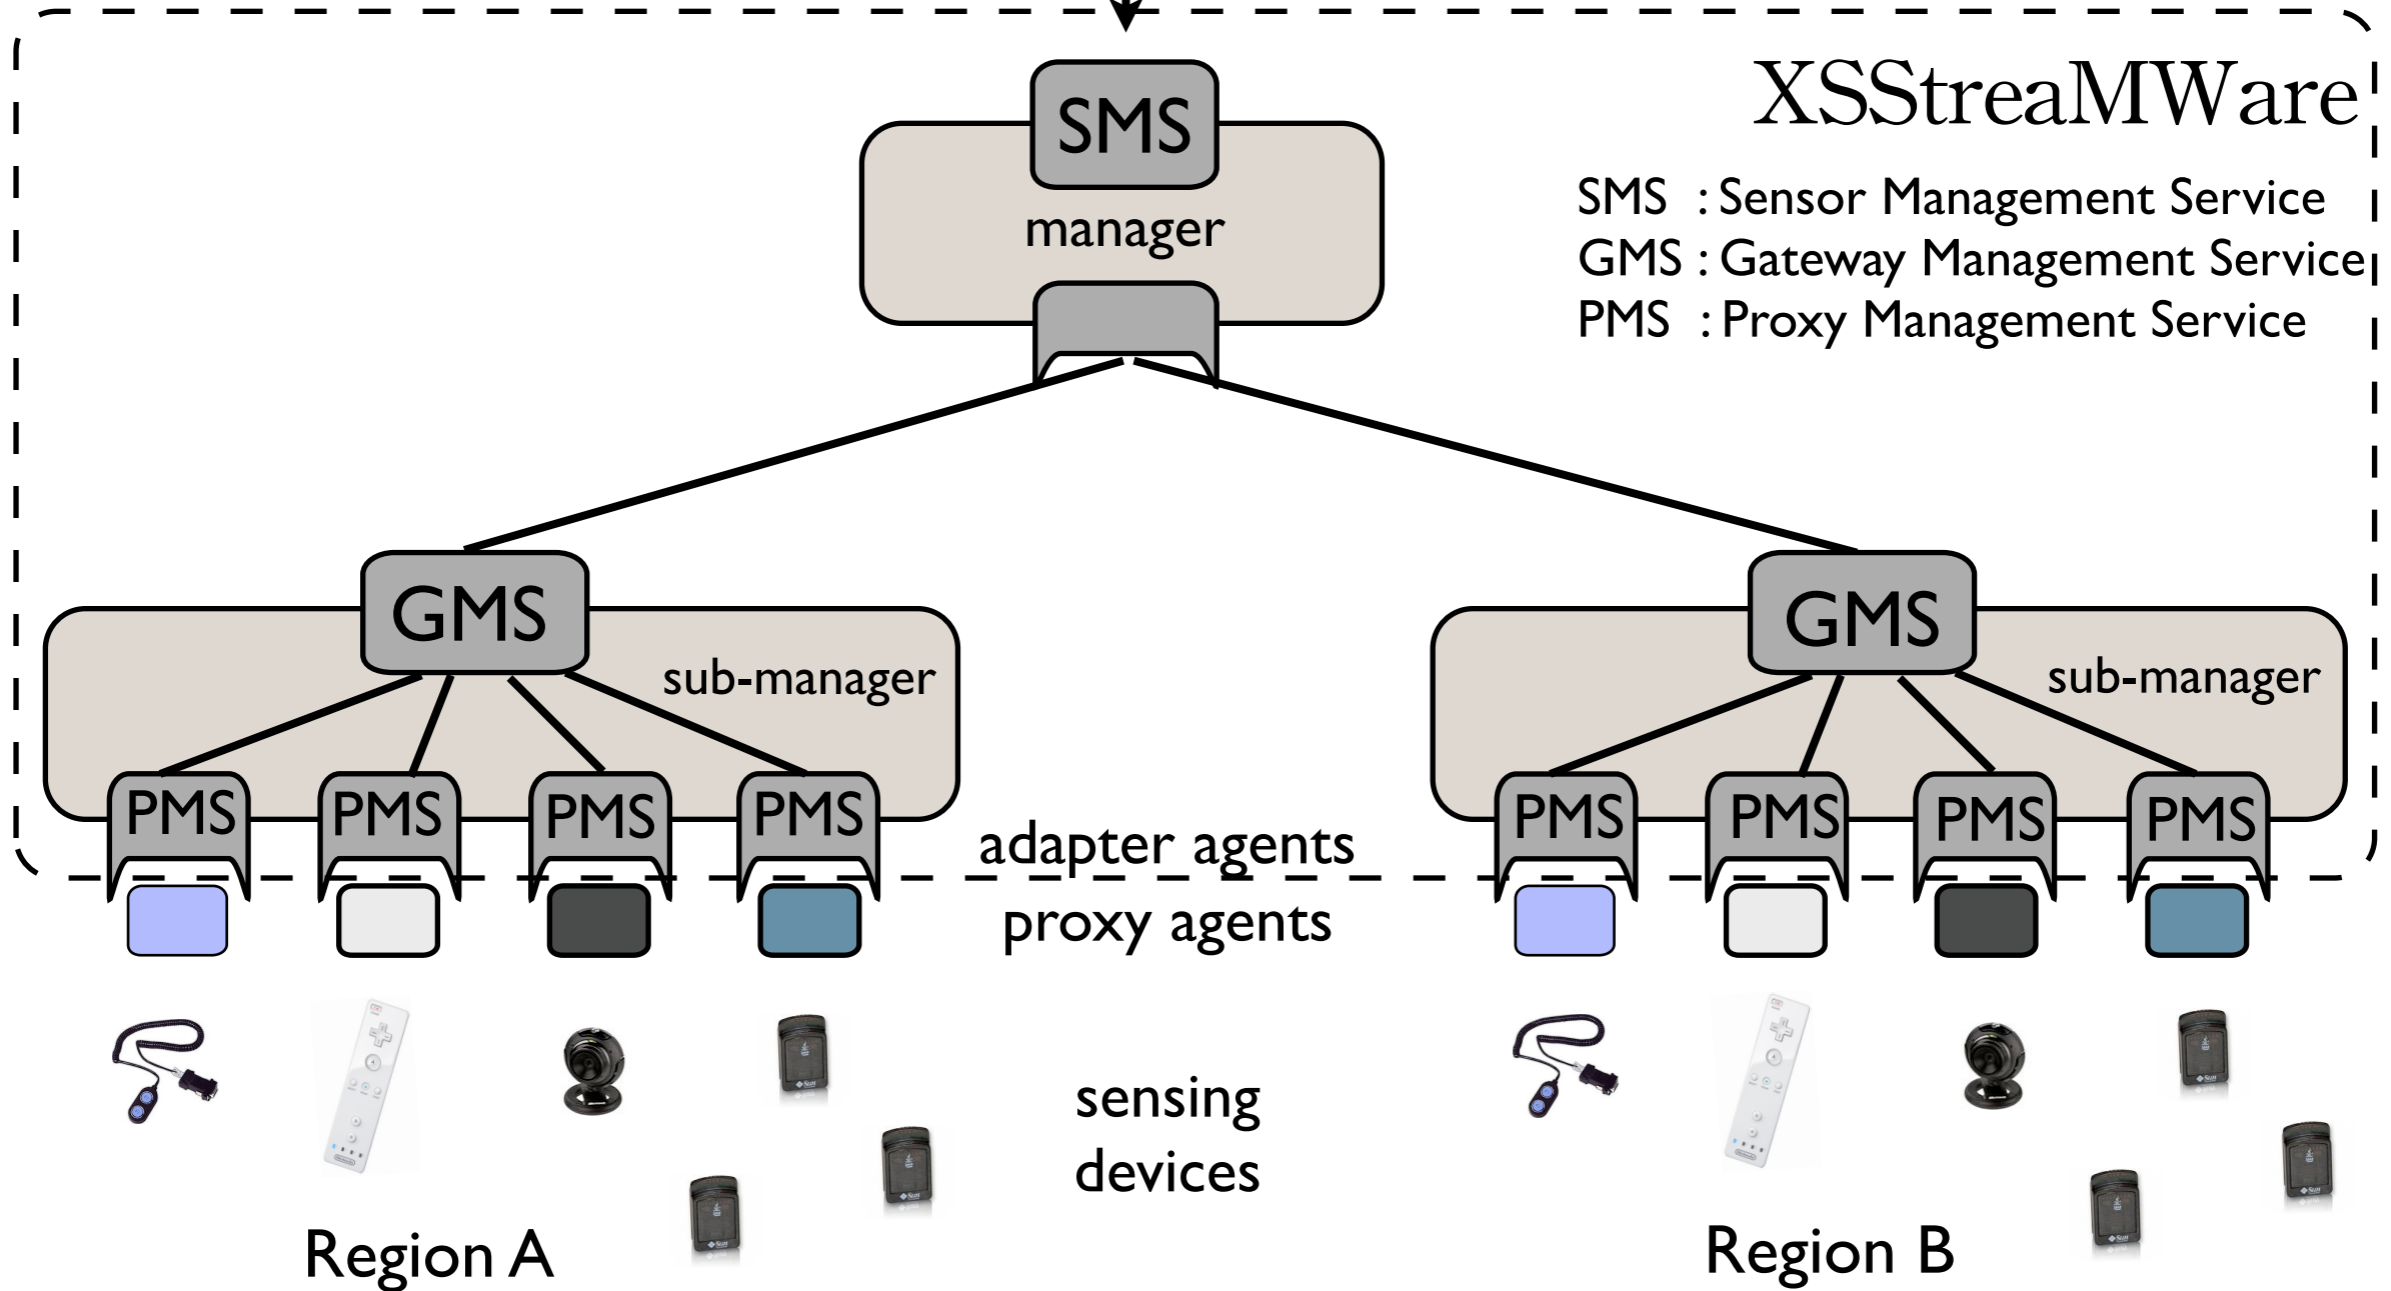 SMS
XSStreaMWare
manager
SMS : Sensor Management Service
GMS : Gateway Management Service
PMS : Proxy Management Service
GMS
GMS
sub-manager
sub-manager
PMS PMS PMS PMS
PMS PMS PMS PMS
adapter agents
proxy agents
sensing
devices
Region A
Region B